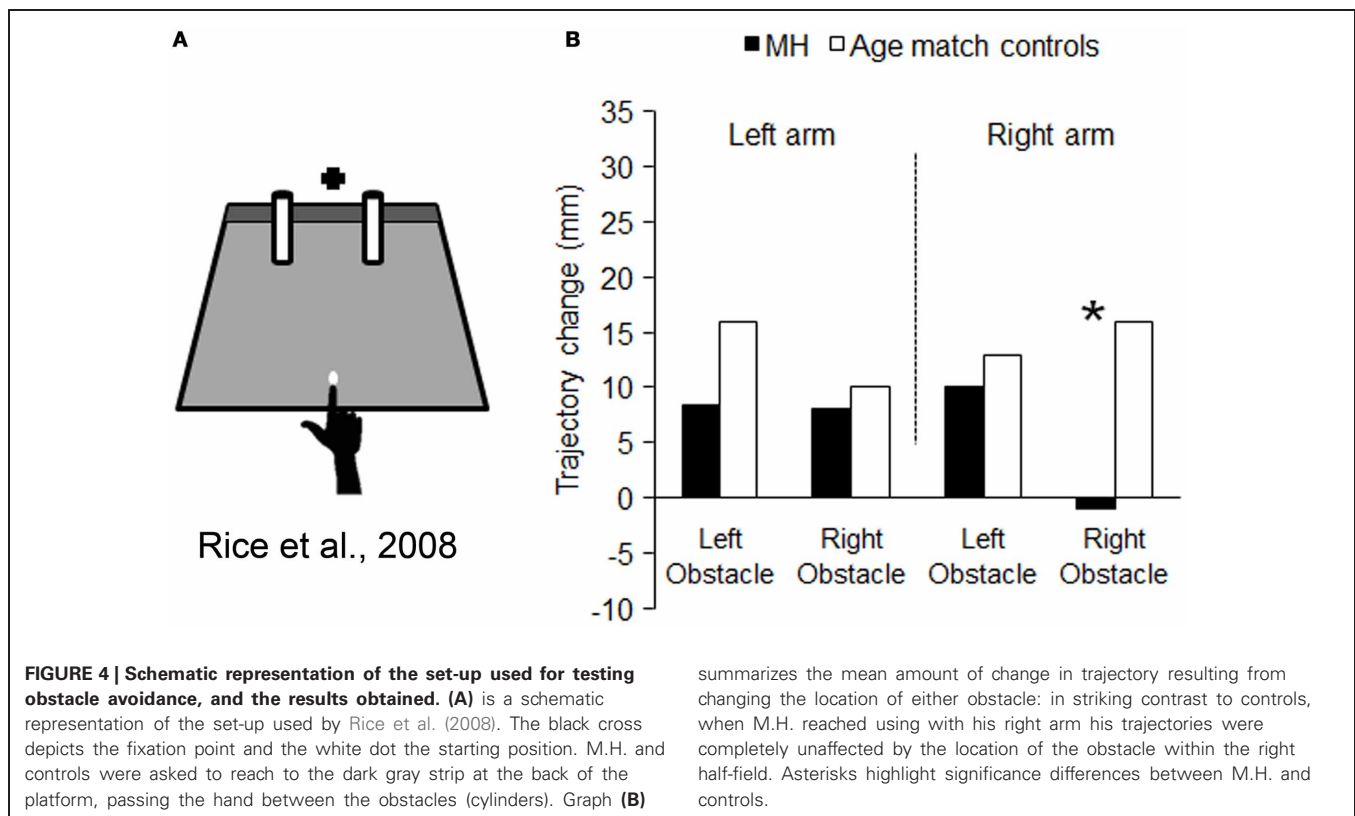 A
B
■ MH □ Age match controls
35
30
25
20
15
10
5
0
-5
-10
Trajectory change (mm)
Left arm
Right arm
*
Left
Obstacle
Right
Obstacle
Left
Obstacle
Right
Obstacle
Rice et al., 2008
FIGURE 4 | Schematic representation of the set-up used for testing
obstacle avoidance, and the results obtained. (A) is a schematic
representation of the set-up used by Rice et al. (2008). The black cross
depicts the fixation point and the white dot the starting position. M.H. and
controls were asked to reach to the dark gray strip at the back of the
platform, passing the hand between the obstacles (cylinders). Graph (B)
summarizes the mean amount of change in trajectory resulting from
changing the location of either obstacle: in striking contrast to controls,
when M.H. reached using with his right arm his trajectories were
completely unaffected by the location of the obstacle within the right
half-field. Asterisks highlight significance differences between M.H. and
controls.